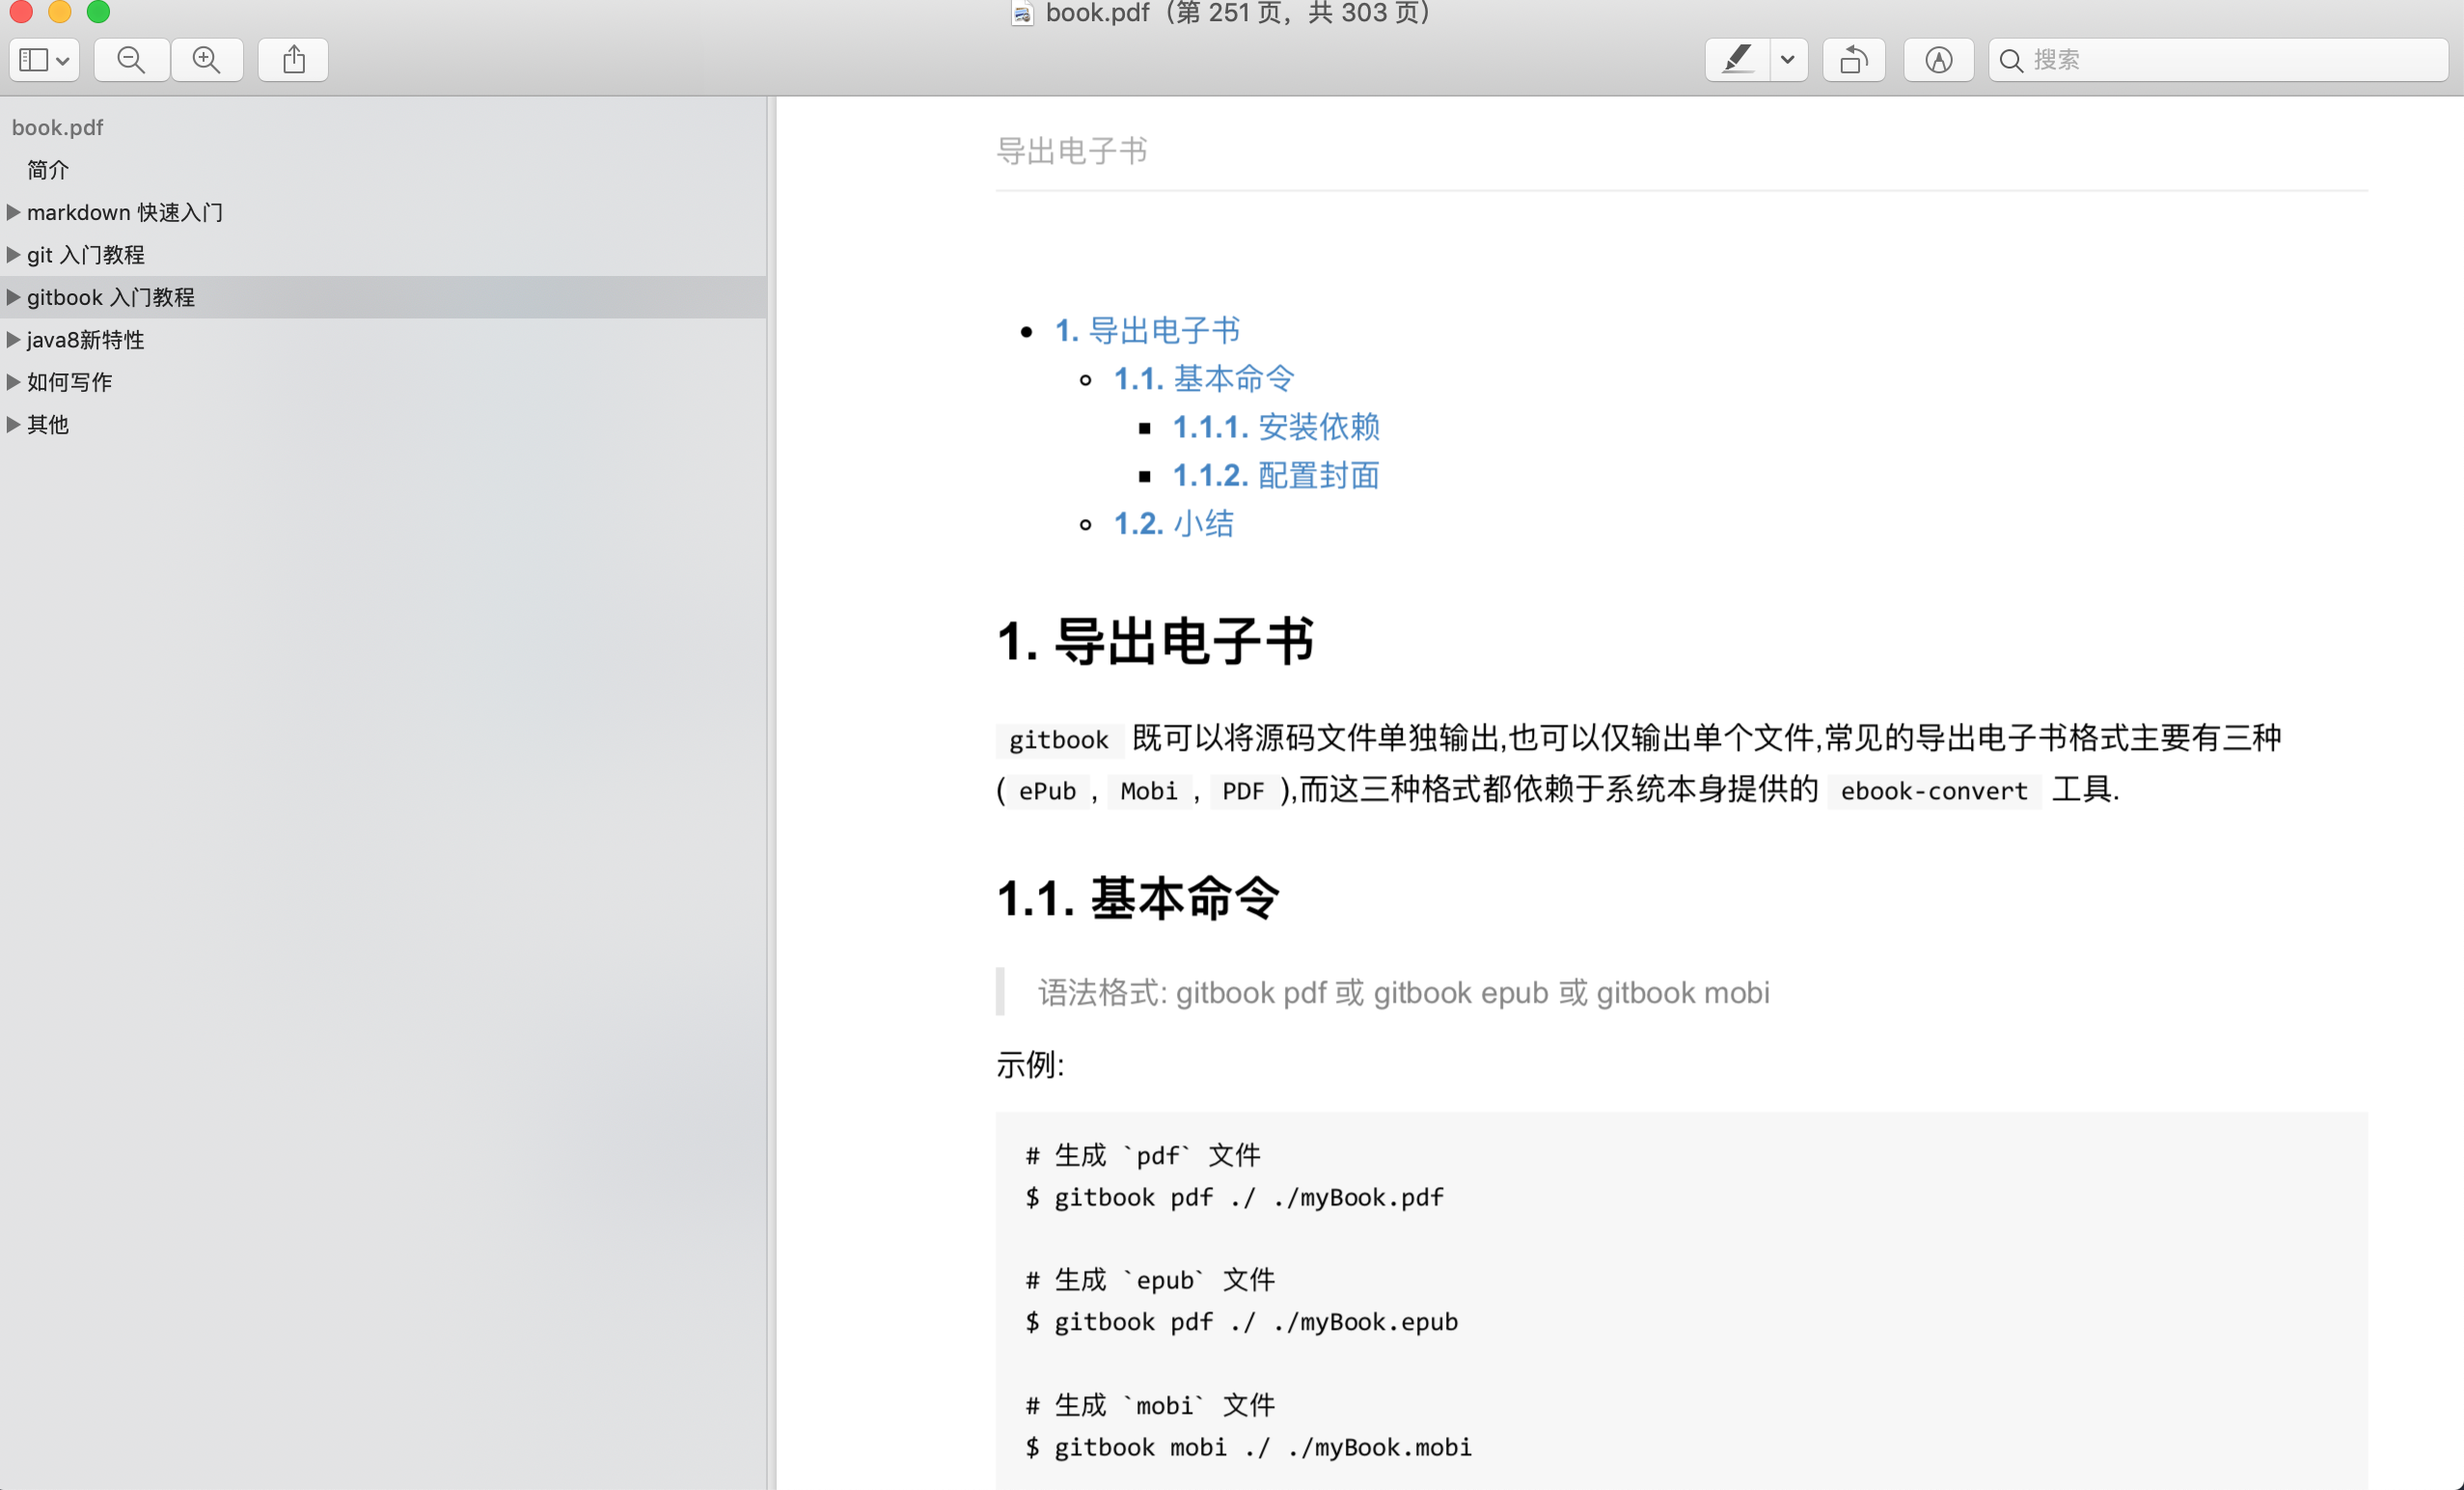 book.pdf（第 251 页，共 303 页）
搜索
book.pdf
简介
markdown 快速入门
git 入门教程
gitbook 入门教程
java8新特性
如何写作
其他
导出电子书
1. 导出电子书
1.1. 基本命令
1.1.1. 安装依赖
1.1.2. 配置封面
1.2. 小结
1. 导出电子书
gitbook 既可以将源码文件单独输出,也可以仅输出单个文件,常见的导出电子书格式主要有三种
( ePub , Mobi , PDF ),而这三种格式都依赖于系统本身提供的 ebook-convert 工具.
1.1. 基本命令
语法格式: gitbook pdf 或 gitbook epub 或 gitbook mobi
示例:
# 生成 `pdf` 文件
$ gitbook pdf ./ ./myBook.pdf
# 生成 `epub` 文件
$ gitbook pdf ./ ./myBook.epub
# 生成 `mobi` 文件
$ gitbook mobi ./ ./myBook.mobi